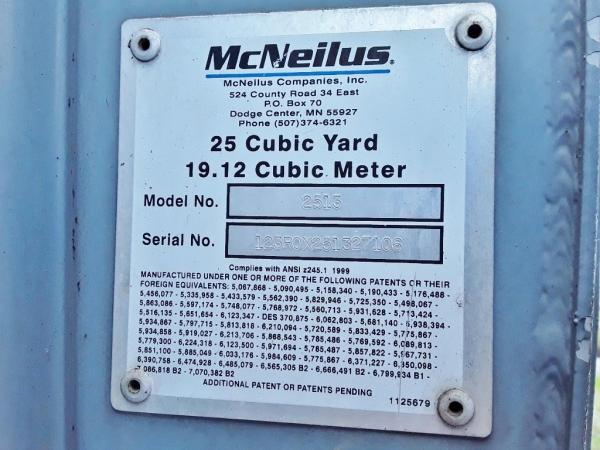 McNeilus®
McNeilus Companies, Inc.
524 County Road 34 East
P.O. Box 70
Dodge Center, MN 55927
Phone (507)374-6321
25 Cubic Yard
19.12 Cubic Meter
Model No. 2513
Serial No. 125ROX251327106
Complies with ANSI z245.1 1999
MANUFACTURED UNDER ONE OR MORE OF THE FOLLOWING PATENTS OR THEIR
FOREIGN EQUIVALENTS: 5,067,868 - 5,090,495 - 5,158,340 - 5,190,433 - 5,176,488 -
5,456,077 - 5,335,958 - 5,433,579 - 5,562,390 - 5,829,946 - 5,725,350 - 5,498,067 -
5,863,086 - 5,597,174 - 5,748,077 - 5,768,972 - 5,560,713 - 5,931,628 - 5,713,424 -
5,516,135 - 5,651,654 - 6,123,347 - DES 370,875 - 6,062,803 - 5,681,140 - 5,938,394 -
5,934,867 - 5,797,715 - 5,813,818 - 6,210,094 - 5,720,589 - 5,833,429 - 5,775,867 -
5,934,858 - 5,919,027 - 6,213,706 - 5,868,543 - 5,785,486 - 5,769,592 - 6,089,813 -
5,779,300 - 6,224,318 - 6,123,500 - 5,971,694 - 5,785,487 - 5,857,822 - 5,967,731 -
5,851,100 - 5,885,049 - 6,033,176 - 5,984,609 - 5,775,867 - 6,371,227 - 6,350,098 -
6,390,758 - 6,474,928 - 6,485,079 - 6,565,305 B2 - 6,666,491 B2 - 6,799,934 B1 -
7,086,818 B2 - 7,070,382 B2
ADDITIONAL PATENT OR PATENTS PENDING
1125679